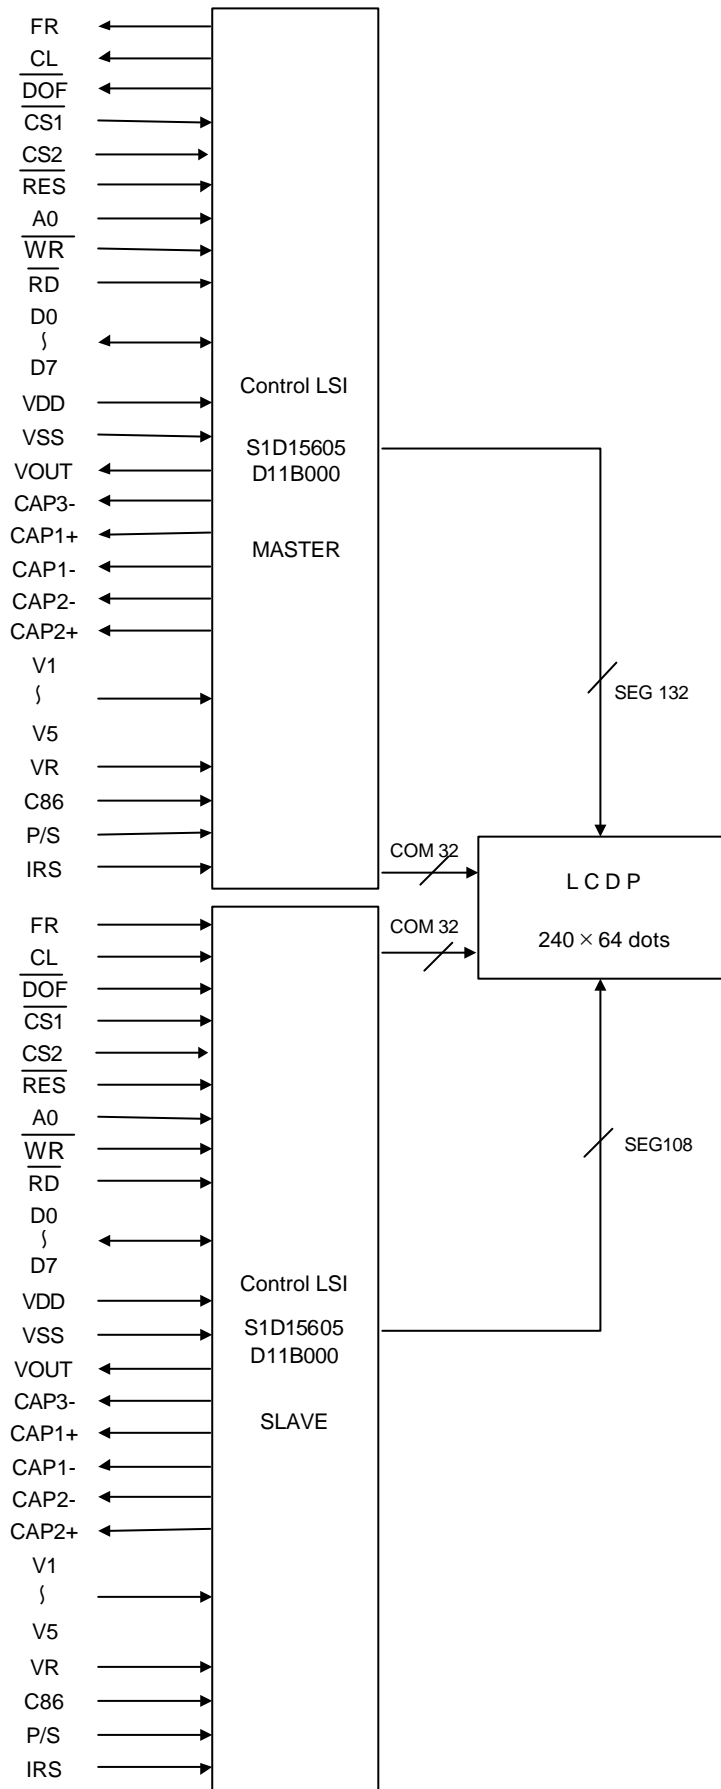 FR
CL
DOF
CS1
CS2
RES
A0
WR
RD
D0
~
D7
VDD
VSS
VOUT
CAP3-
CAP1+
CAP1-
CAP2-
CAP2+
V1
~
V5
VR
C86
P/S
IRS
Control LSI
S1D15605
D11B000
MASTER
SEG 132
COM 32
L C D P
240 × 64 dots
COM 32
SEG108
FR
CL
DOF
CS1
CS2
RES
A0
WR
RD
D0
~
D7
VDD
VSS
VOUT
CAP3-
CAP1+
CAP1-
CAP2-
CAP2+
V1
~
V5
VR
C86
P/S
IRS
Control LSI
S1D15605
D11B000
SLAVE